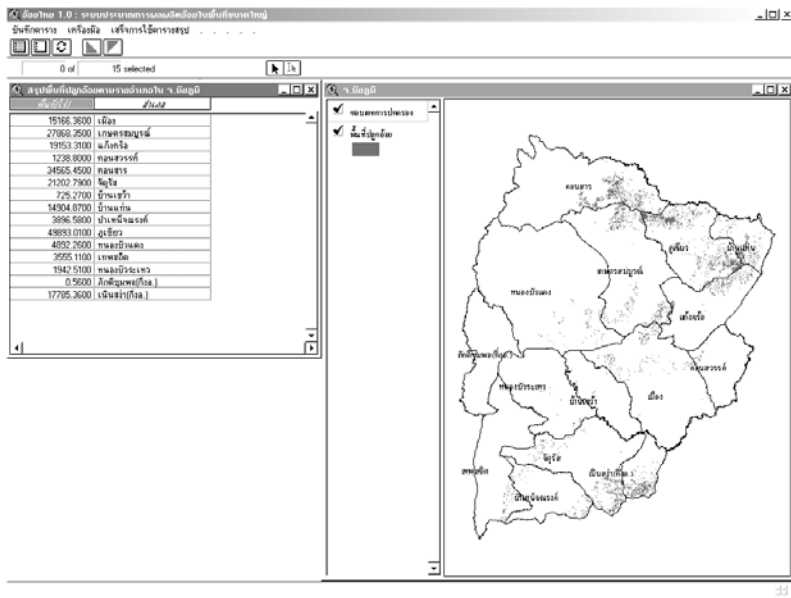 อ้อยไทย 1.0 : ระบบประมาณการผลผลิตอ้อยในพื้นที่ขนาดใหญ่
บันทึกตาราง เครื่องมือ เสร็จการใช้ตารางสรุป . . . . .
0 of 15 selected
สรุปพื้นที่ปลูกอ้อยตามรายอำเภอใน จ.ชัยภูมิ
พื้นที่(ไร่) อำเภอ
15166.3600 เมือง
27868.3500 เกษตรสมบูรณ์
19153.3100 แก้งคร้อ
1238.8000 คอนสวรรค์
34565.4500 คอนสาร
21202.7900 จัตุรัส
725.2700 บ้านเขว้า
14904.8700 บ้านแท่น
3896.5800 บำเหน็จณรงค์
49893.0100 ภูเขียว
4892.2600 หนองบัวแดง
3555.1100 เทพสถิต
1942.5100 หนองบัวระเหว
0.5600 ภักดีชุมพล(กิ่งอ.)
17785.3600 เนินสง่า(กิ่งอ.)
จ.ชัยภูมิ
ขอบเขตการปกครอง
พื้นที่ปลูกอ้อย
คอนสาร
ภูเขียว
บ้านแท่น
เกษตรสมบูรณ์
หนองบัวแดง
แก้งคร้อ
ภักดีชุมพล(กิ่งอ.)
คอนสวรรค์
หนองบัวระเหว
บ้านเขว้า
เมือง
จัตุรัส
เทพสถิต
เนินสง่า(กิ่งอ.)
บำเหน็จณรงค์